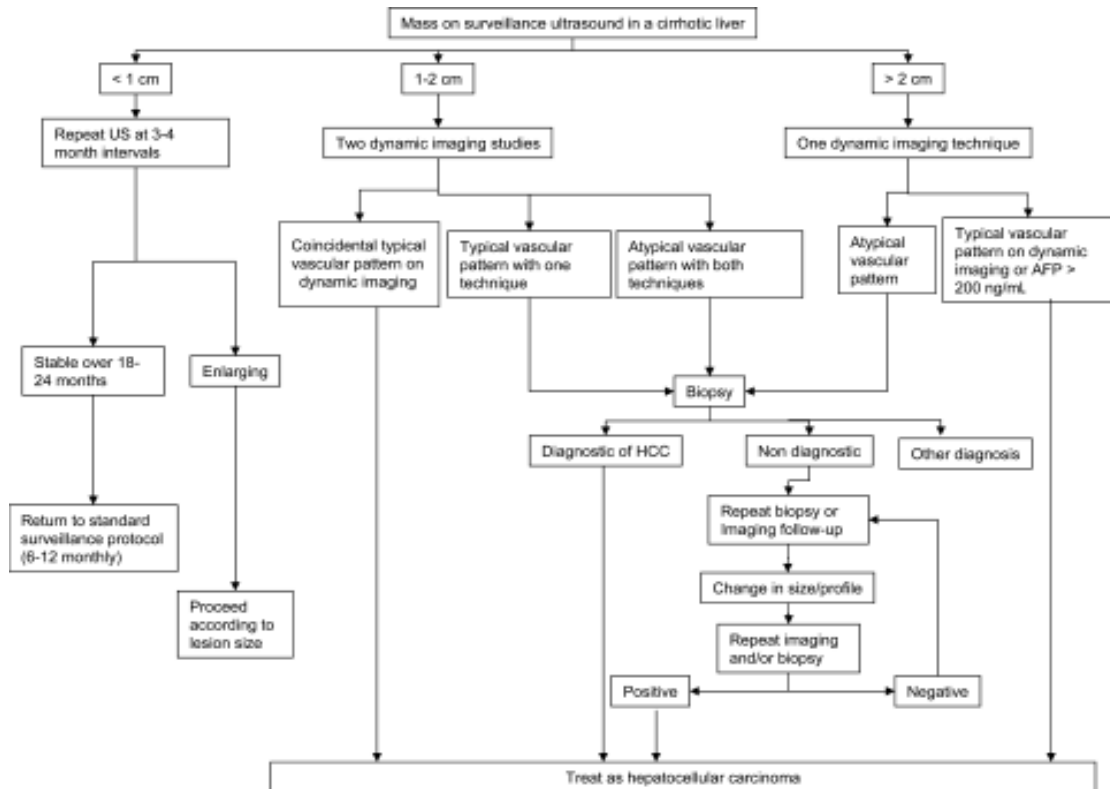 Mass on surveillance ultrasound in a cirrhotic liver
< 1 cm
1-2 cm
> 2 cm
Repeat US at 3-4
month intervals
Two dynamic imaging studies
One dynamic imaging technique
Coincidental typical
vascular pattern on
dynamic imaging
Typical vascular
pattern with one
technique
Atypical vascular
pattern with both
techniques
Atypical
vascular
pattern
Typical vascular
pattern on dynamic
imaging or AFP >
200 ng/mL
Stable over 18-
24 months
Enlarging
Biopsy
Diagnostic of HCC
Non diagnostic
Other diagnosis
Return to standard
surveillance protocol
(6-12 monthly)
Repeat biopsy or
Imaging follow-up
Change in size/profile
Proceed
according to
lesion size
Repeat imaging
and/or biopsy
Positive
Negative
Treat as hepatocellular carcinoma